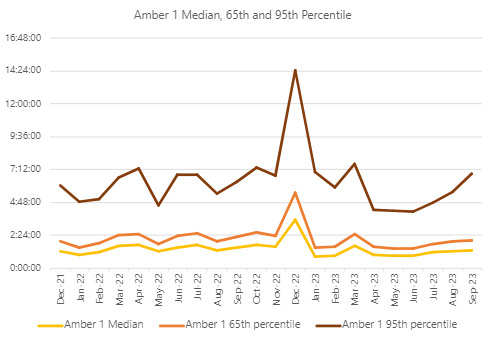 Amber 1 Median, 65th and 95th Percentile
16:48:00
14:24:00
12:00:00
9:36:00
7:12:00
4:48:00
2:24:00
0:00:00
Dec-21
Jan-22
Feb-22
Mar-22
Apr-22
May-22
Jun-22
Jul-22
Aug-22
Sep-22
Oct-22
Nov-22
Dec-22
Jan-23
Feb-23
Mar-23
Apr-23
May-23
Jun-23
Jul-23
Aug-23
Sep-23
Amber 1 Median Amber 1 65th percentile Amber 1 95th percentile